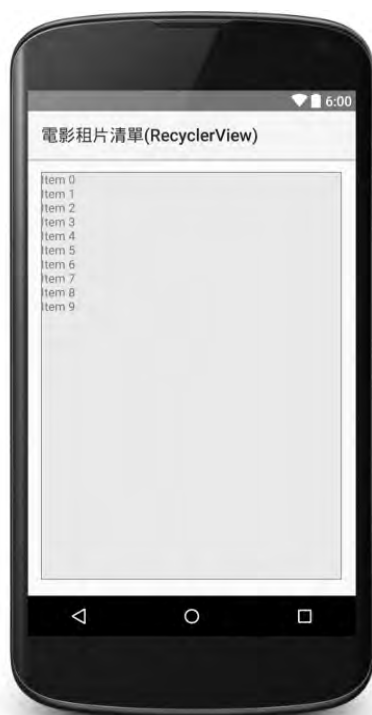 6:00
電影租片清單(RecyclerView)
Item 0
Item 1
Item 2
Item 3
Item 4
Item 5
Item 6
Item 7
Item 8
Item 9